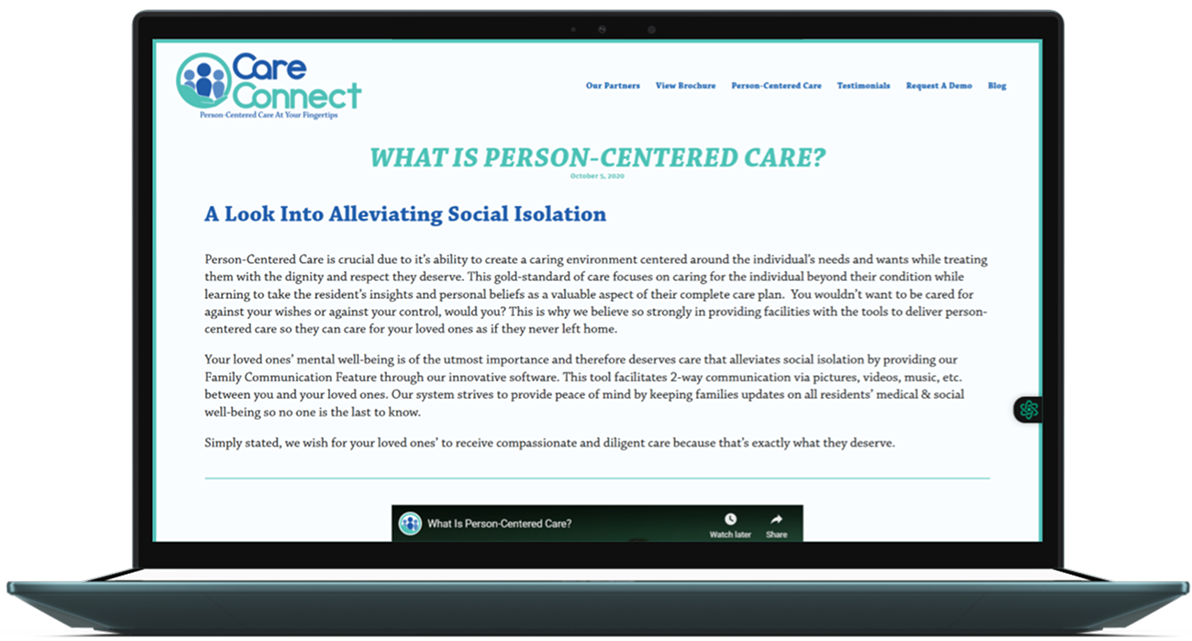 Care
Connect
Person-Centered Care At Your Fingertips
Our Partners View Brochure Person-Centered Care Testimonials Request A Demo Blog
WHAT IS PERSON-CENTERED CARE?
October 5, 2020
A Look Into Alleviating Social Isolation
Person-Centered Care is crucial due to it’s ability to create a caring environment centered around the individual’s needs and wants while treating
them with the dignity and respect they deserve. This gold-standard of care focuses on caring for the individual beyond their condition while
learning to take the resident’s insights and personal beliefs as a valuable aspect of their complete care plan.  You wouldn’t want to be cared for
against your wishes or against your control, would you? This is why we believe so strongly in providing facilities with the tools to deliver person-
centered care so they can care for your loved ones as if they never left home.
Your loved ones’ mental well-being is of the utmost importance and therefore deserves care that alleviates social isolation by providing our
Family Communication Feature through our innovative software. This tool facilitates 2-way communication via pictures, videos, music, etc.
between you and your loved ones. Our system strives to provide peace of mind by keeping families updates on all residents’ medical & social
well-being so no one is the last to know.
Simply stated, we wish for your loved ones’ to receive compassionate and diligent care because that’s exactly what they deserve.
What Is Person-Centered Care?
Watch later Share